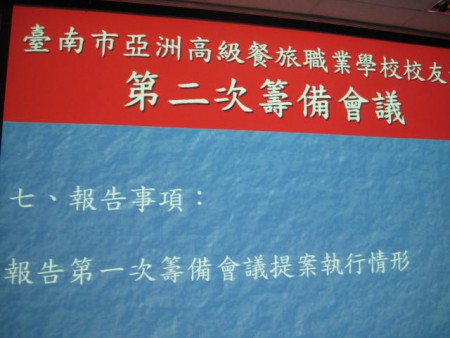 臺南市亞洲高級餐旅職業學校校友
第二次籌備會議
七、報告事項：
報告第一次籌備會議提案執行情形